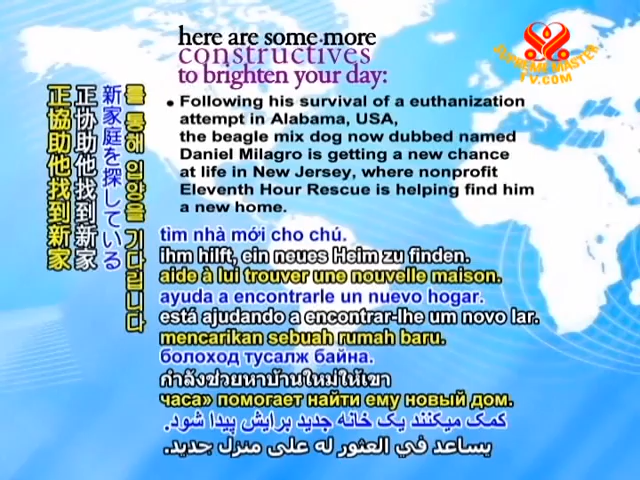 here are some more
constructives
to brighten your day:
SUPREME MASTER
TV.COM
• Following his survival of a euthanization
attempt in Alabama, USA,
the beagle mix dog now dubbed named
Daniel Milagro is getting a new chance
at life in New Jersey, where nonprofit
Eleventh Hour Rescue is helping find him
a new home.
正協助他找到新家
正协助他找到新家
新家庭を探している
를 통해 입양을 기다립니다
tìm nhà mới cho chú.
ihm hilft, ein neues Heim zu finden.
aide à lui trouver une nouvelle maison.
ayuda a encontrarle un nuevo hogar.
está ajudando a encontrar-lhe um novo lar.
mencarikan sebuah rumah baru.
болоход тусалж байна.
กำลังช่วยหาบ้านใหม่ให้เขา
часа» помогает найти ему новый дом.
کمک میکنند یک خانه جدید برایش پیدا شود.
يساعد في العثور له على منزل جديد.